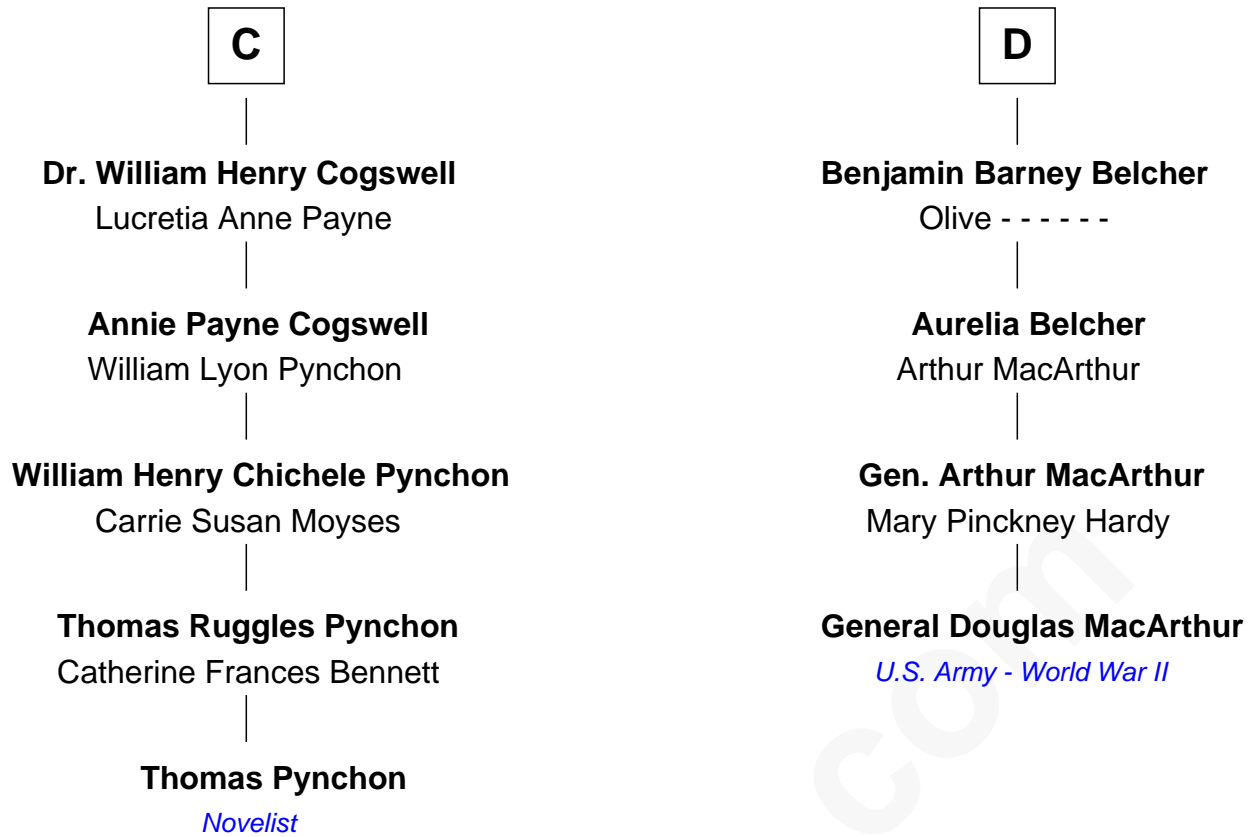 C
Dr. William Henry Cogswell
Lucretia Anne Payne
Annie Payne Cogswell
William Lyon Pynchon
William Henry Chichele Pynchon
Carrie Susan Moyses
Thomas Ruggles Pynchon
Catherine Frances Bennett
Thomas Pynchon
Novelist
D
Benjamin Barney Belcher
Olive - - - - - -
Aurelia Belcher
Arthur MacArthur
Gen. Arthur MacArthur
Mary Pinckney Hardy
General Douglas MacArthur
U.S. Army - World War II
com